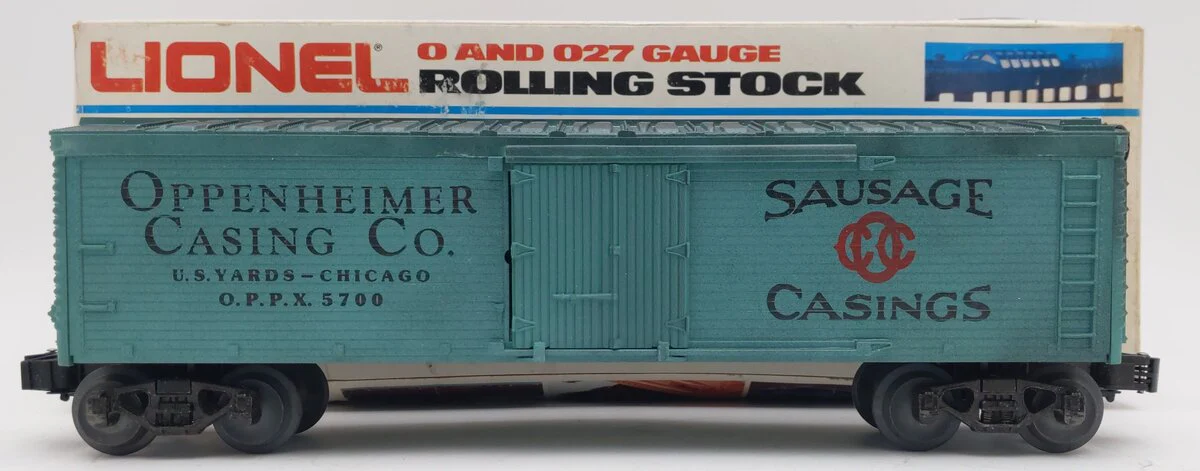 LIONEL®
O AND O27 GAUGE
ROLLING STOCK
OPPENHEIMER
CASING CO.
U.S. YARDS – CHICAGO
O.P.P.X. 5700
SAUSAGE
CASINGS